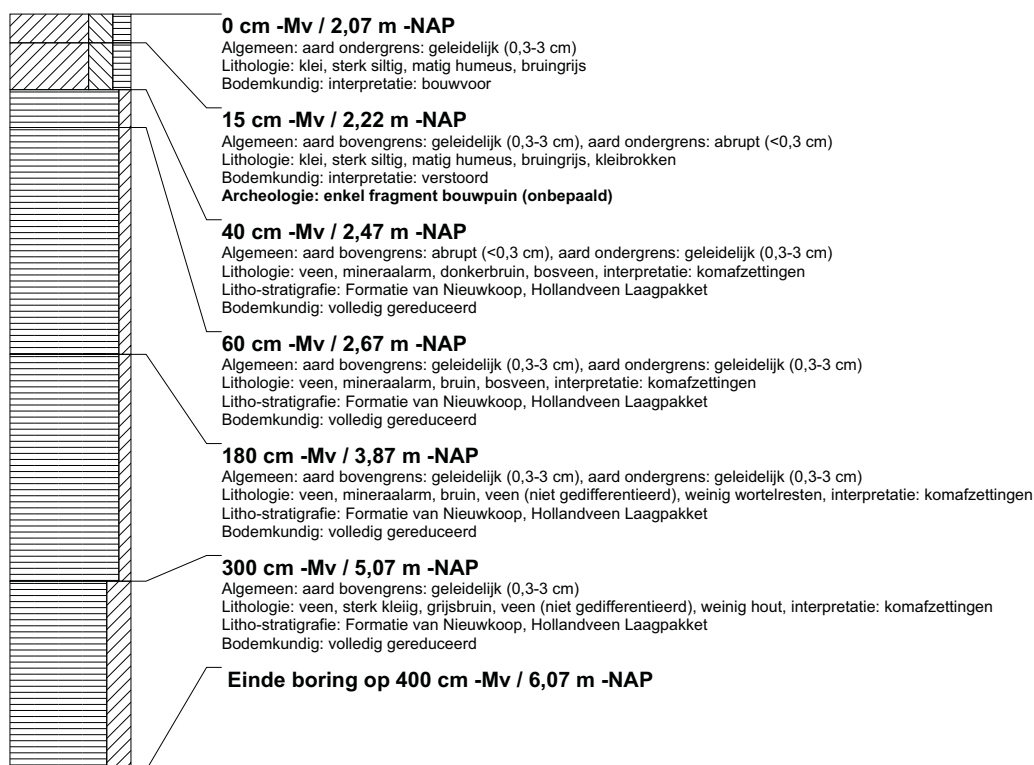 0 cm -Mv / 2,07 m -NAP
Algemeen: aard ondergrens: geleidelijk (0,3-3 cm)
Lithologie: klei, sterk siltig, matig humeus, bruingrijs
Bodemkundig: interpretatie: bouwvoor
15 cm -Mv / 2,22 m -NAP
Algemeen: aard bovengrens: geleidelijk (0,3-3 cm), aard ondergrens: abrupt (<0,3 cm)
Lithologie: klei, sterk siltig, matig humeus, bruingrijs, kleibrokken
Bodemkundig: interpretatie: verstoord
Archeologie: enkel fragment bouwpuin (onbepaald)
40 cm -Mv / 2,47 m -NAP
Algemeen: aard bovengrens: abrupt (<0,3 cm), aard ondergrens: geleidelijk (0,3-3 cm)
Lithologie: veen, mineraalarm, donkerbruin, bosveen, interpretatie: komafzettingen
Litho-stratigrafie: Formatie van Nieuwkoop, Hollandveen Laagpakket
Bodemkundig: volledig gereduceerd
60 cm -Mv / 2,67 m -NAP
Algemeen: aard bovengrens: geleidelijk (0,3-3 cm), aard ondergrens: geleidelijk (0,3-3 cm)
Lithologie: veen, mineraalarm, bruin, bosveen, interpretatie: komafzettingen
Litho-stratigrafie: Formatie van Nieuwkoop, Hollandveen Laagpakket
Bodemkundig: volledig gereduceerd
180 cm -Mv / 3,87 m -NAP
Algemeen: aard bovengrens: geleidelijk (0,3-3 cm), aard ondergrens: geleidelijk (0,3-3 cm)
Lithologie: veen, mineraalarm, bruin, veen (niet gedifferentieerd), weinig wortelresten, interpretatie: komafzettingen
Litho-stratigrafie: Formatie van Nieuwkoop, Hollandveen Laagpakket
Bodemkundig: volledig gereduceerd
300 cm -Mv / 5,07 m -NAP
Algemeen: aard bovengrens: geleidelijk (0,3-3 cm)
Lithologie: veen, sterk kleiig, grijsbruin, veen (niet gedifferentieerd), weinig hout, interpretatie: komafzettingen
Litho-stratigrafie: Formatie van Nieuwkoop, Hollandveen Laagpakket
Bodemkundig: volledig gereduceerd
Einde boring op 400 cm -Mv / 6,07 m -NAP